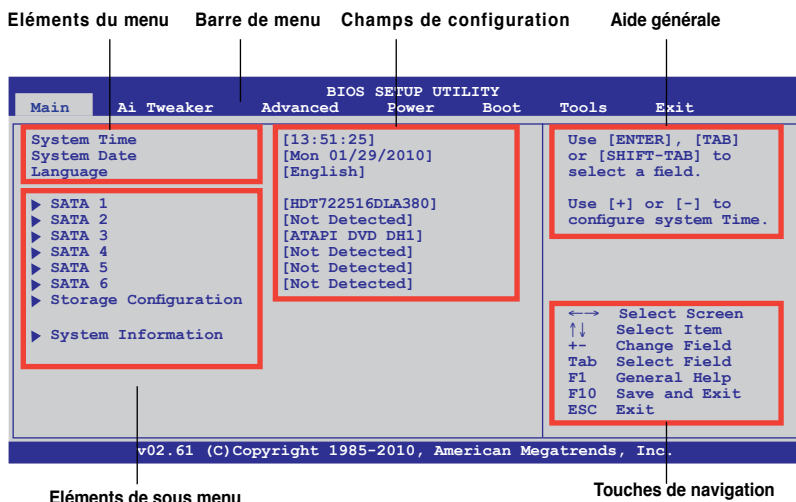 Eléments du menu Barre de menu Champs de configuration Aide générale
BIOS SETUP UTILITY
Main Ai Tweaker Advanced Power Boot Tools Exit
System Time [13:51:25]
System Date [Mon 01/29/2010]
Language [English]
▶ SATA 1 [HDT722516DLA380]
▶ SATA 2 [Not Detected]
▶ SATA 3 [ATAPI DVD DH1]
▶ SATA 4 [Not Detected]
▶ SATA 5 [Not Detected]
▶ SATA 6 [Not Detected]
▶ Storage Configuration
▶ System Information
Use [ENTER], [TAB]
or [SHIFT-TAB] to
select a field.
Use [+] or [-] to
configure system Time.
←→ Select Screen
↑↓ Select Item
+- Change Field
Tab Select Field
F1 General Help
F10 Save and Exit
ESC Exit
v02.61 (C)Copyright 1985-2010, American Megatrends, Inc.
Eléments de sous menu Touches de navigation